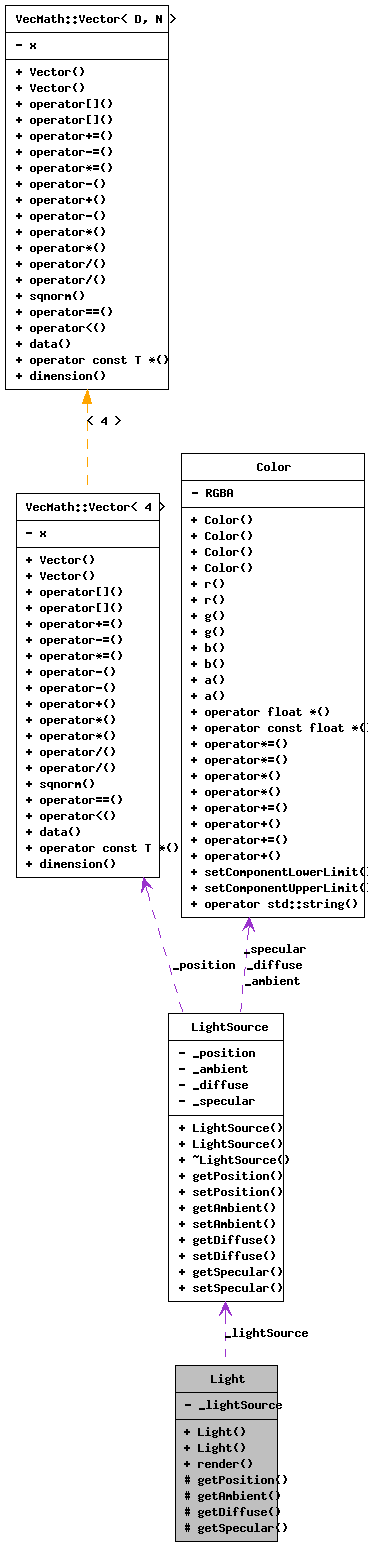 VecMath::Vector< D, N >
- x
+ Vector()
+ Vector()
+ operator[]()
+ operator[]()
+ operator+=()
+ operator-=()
+ operator*=()
+ operator-()
+ operator+()
+ operator-()
+ operator*()
+ operator*()
+ operator/()
+ operator/()
+ sqnorm()
+ operator==()
+ operator<()
+ data()
+ operator const T *()
+ dimension()
< 4 >
VecMath::Vector< 4 >
- x
+ Vector()
+ Vector()
+ operator[]()
+ operator[]()
+ operator+=()
+ operator-=()
+ operator*=()
+ operator-()
+ operator-()
+ operator+()
+ operator*()
+ operator*()
+ operator/()
+ operator/()
+ sqnorm()
+ operator==()
+ operator<()
+ data()
+ operator const T *()
+ dimension()
Color
- RGBA
+ Color()
+ Color()
+ Color()
+ Color()
+ r()
+ r()
+ g()
+ g()
+ b()
+ b()
+ a()
+ a()
+ operator float *()
+ operator const float *()
+ operator*=()
+ operator*=()
+ operator*()
+ operator*()
+ operator+=()
+ operator+()
+ operator+=()
+ operator+()
+ setComponentLowerLimit()
+ setComponentUpperLimit()
+ operator std::string()
_position
_specular
_diffuse
_ambient
LightSource
- _position
- _ambient
- _diffuse
- _specular
+ LightSource()
+ LightSource()
+ ~LightSource()
+ getPosition()
+ setPosition()
+ getAmbient()
+ setAmbient()
+ getDiffuse()
+ setDiffuse()
+ getSpecular()
+ setSpecular()
_lightSource
Light
- _lightSource
+ Light()
+ Light()
+ render()
# getPosition()
# getAmbient()
# getDiffuse()
# getSpecular()